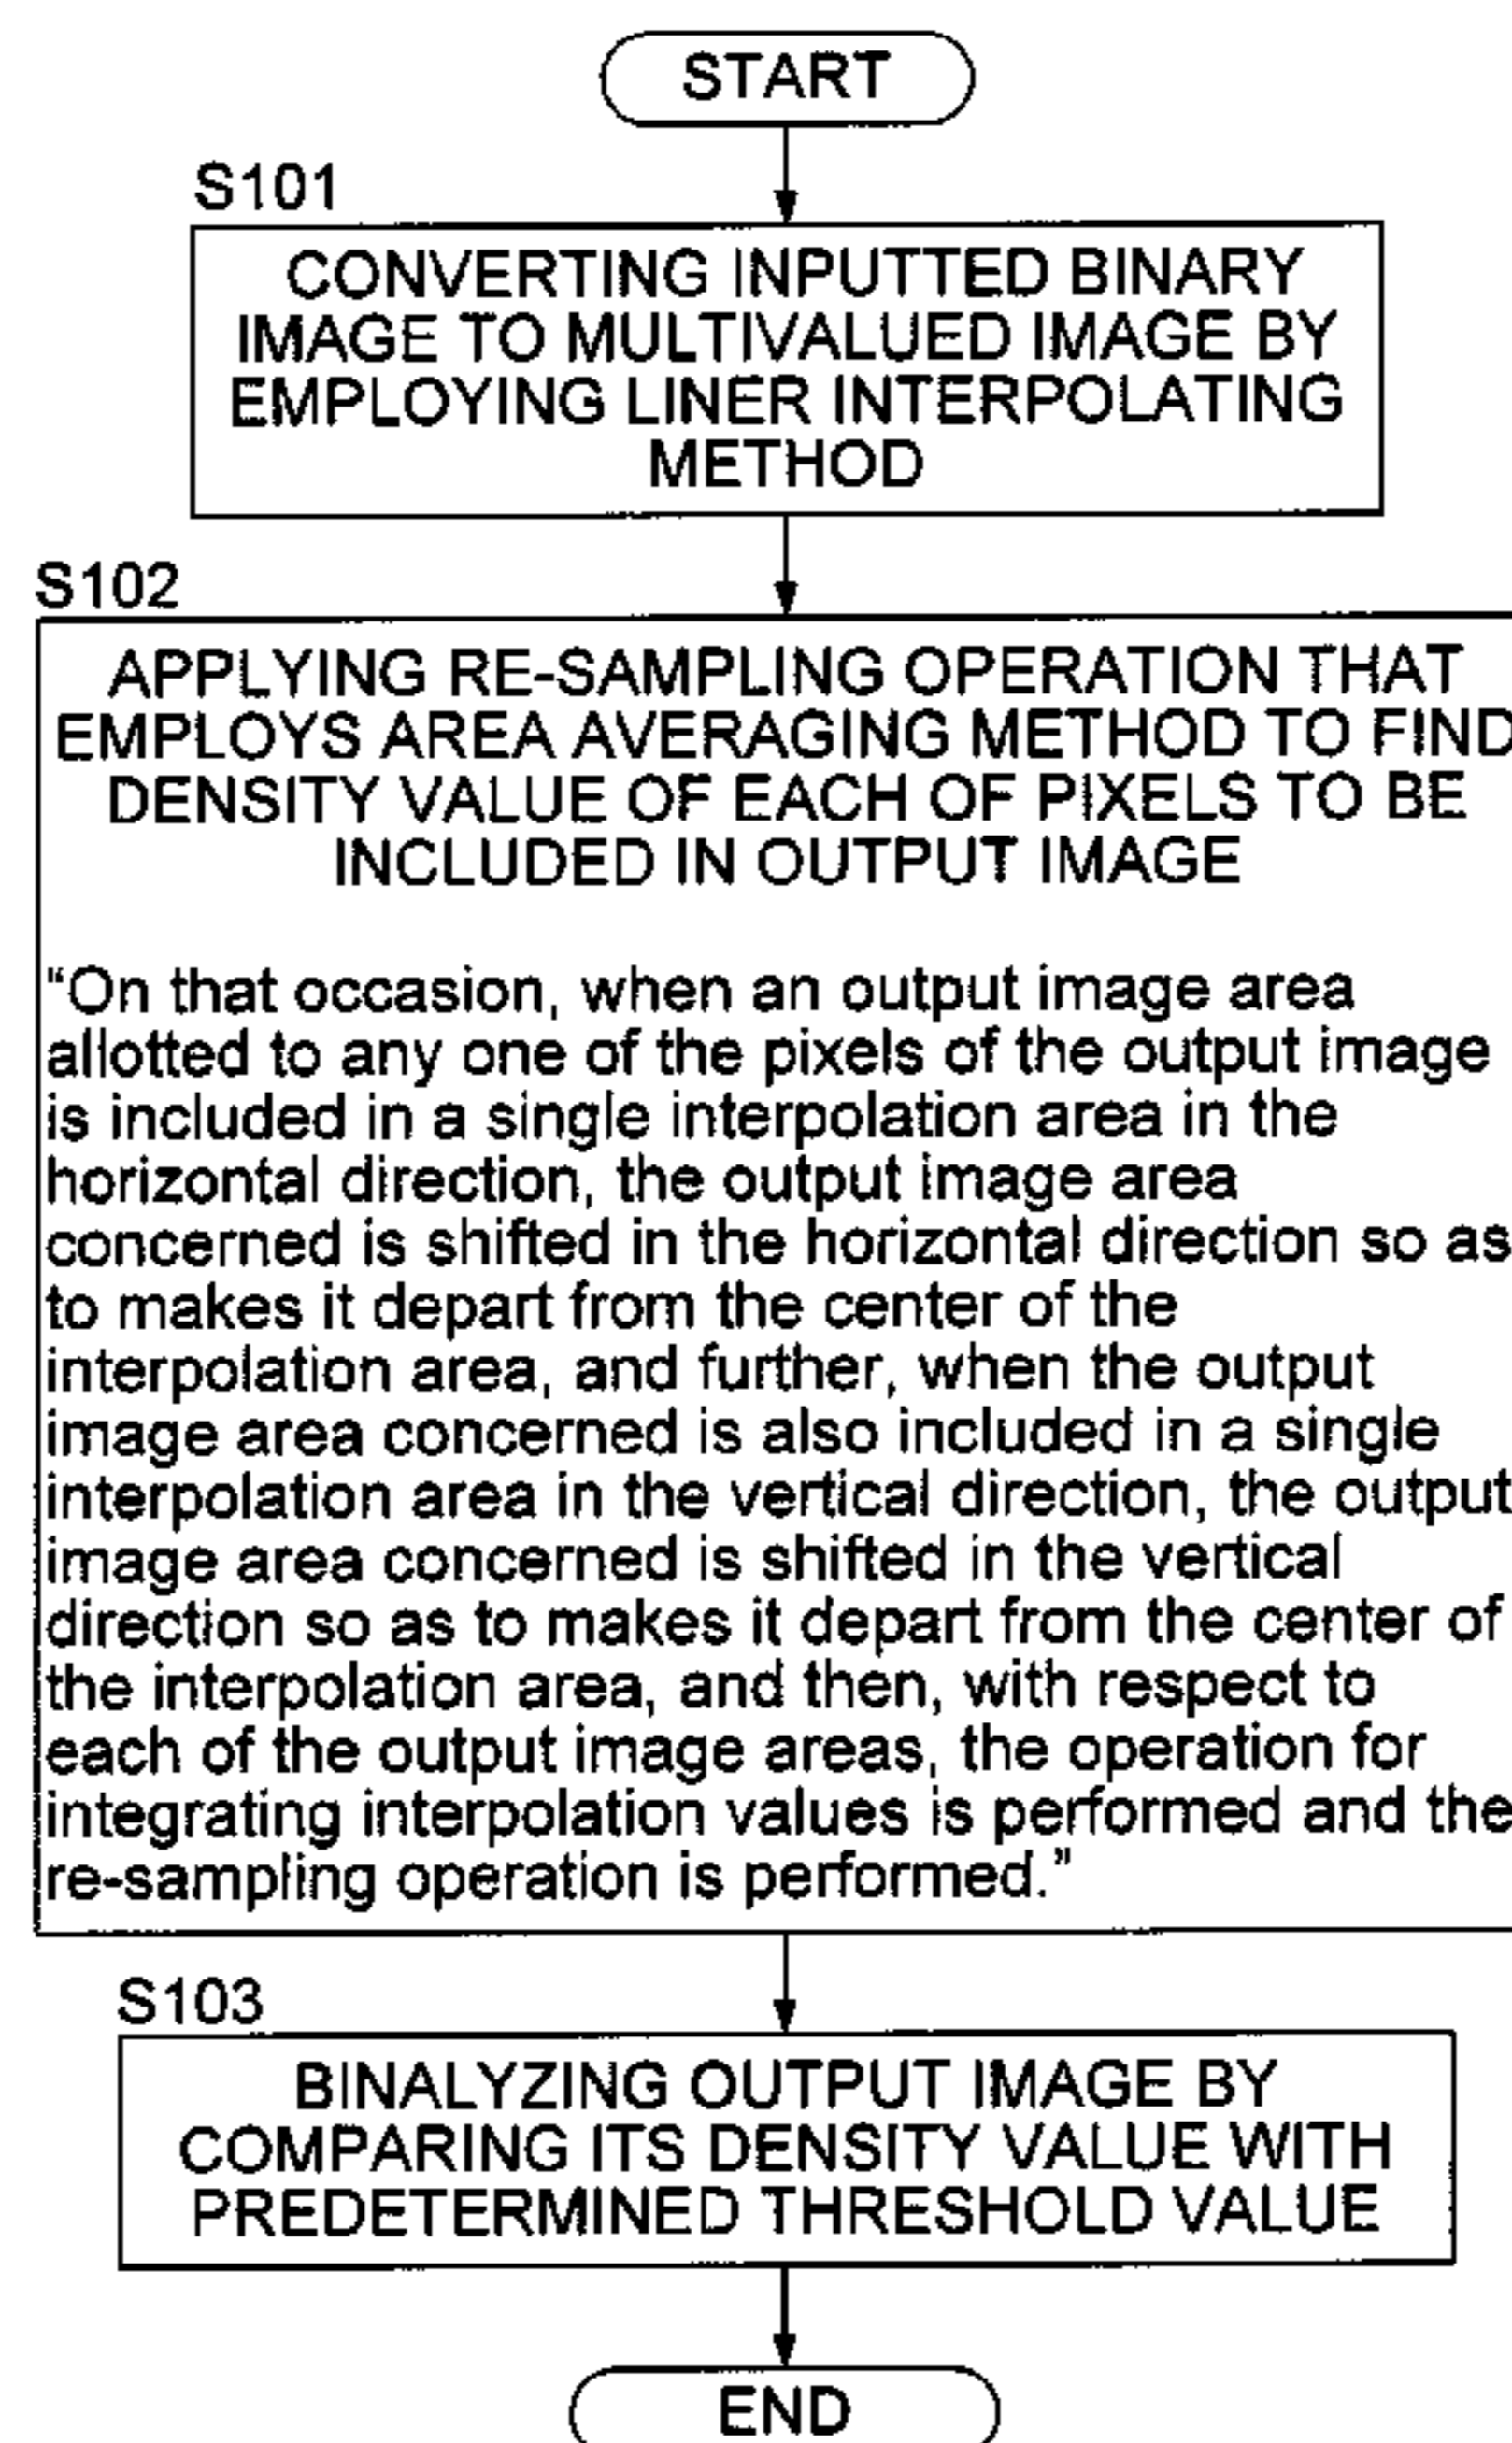 START
S101
CONVERTING INPUTTED BINARY
IMAGE TO MULTIVALUED IMAGE BY
EMPLOYING LINER INTERPOLATING
METHOD
S102
APPLYING RE-SAMPLING OPERATION THAT
EMPLOYS AREA AVERAGING METHOD TO FIND
DENSITY VALUE OF EACH OF PIXELS TO BE
INCLUDED IN OUTPUT IMAGE
“On that occasion, when an output image area
allotted to any one of the pixels of the output image
is included in a single interpolation area in the
horizontal direction, the output image area
concerned is shifted in the horizontal direction so as
to makes it depart from the center of the
interpolation area, and further, when the output
image area concerned is also included in a single
interpolation area in the vertical direction, the output
image area concerned is shifted in the vertical
direction so as to makes it depart from the center of
the interpolation area, and then, with respect to
each of the output image areas, the operation for
integrating interpolation values is performed and the
re-sampling operation is performed.”
S103
BINALYZING OUTPUT IMAGE BY
COMPARING ITS DENSITY VALUE WITH
PREDETERMINED THRESHOLD VALUE
END